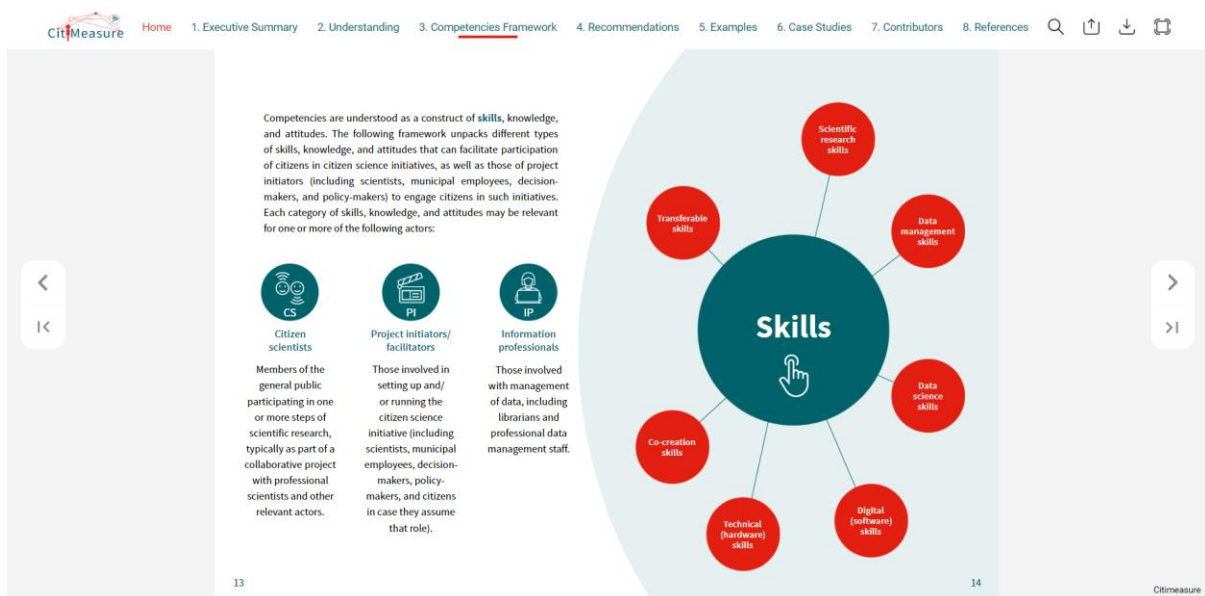 CitiMeasure
Home 1. Executive Summary 2. Understanding 3. Competencies Framework 4. Recommendations 5. Examples 6. Case Studies 7. Contributors 8. References
Competencies are understood as a construct of skills, knowledge,
and attitudes. The following framework unpacks different types
of skills, knowledge, and attitudes that can facilitate participation
of citizens in citizen science initiatives, as well as those of project
initiators (including scientists, municipal employees, decision-
makers, and policy-makers) to engage citizens in such initiatives.
Each category of skills, knowledge, and attitudes may be relevant
for one or more of the following actors:
CS
Citizen
scientists
Members of the
general public
participating in one
or more steps of
scientific research,
typically as part of a
collaborative project
with professional
scientists and other
relevant actors.
PI
Project initiators/
facilitators
Those involved in
setting up and/
or running the
citizen science
initiative (including
scientists, municipal
employees, decision-
makers, policy-
makers, and citizens
in case they assume
that role).
IP
Information
professionals
Those involved
with management
of data, including
librarians and
professional data
management staff.
13
Scientific
research
skills
Transferable
skills
Data
management
skills
Skills
Data
science
skills
Co-creation
skills
Digital
(software)
skills
Technical
(hardware)
skills
14
Citimeasure